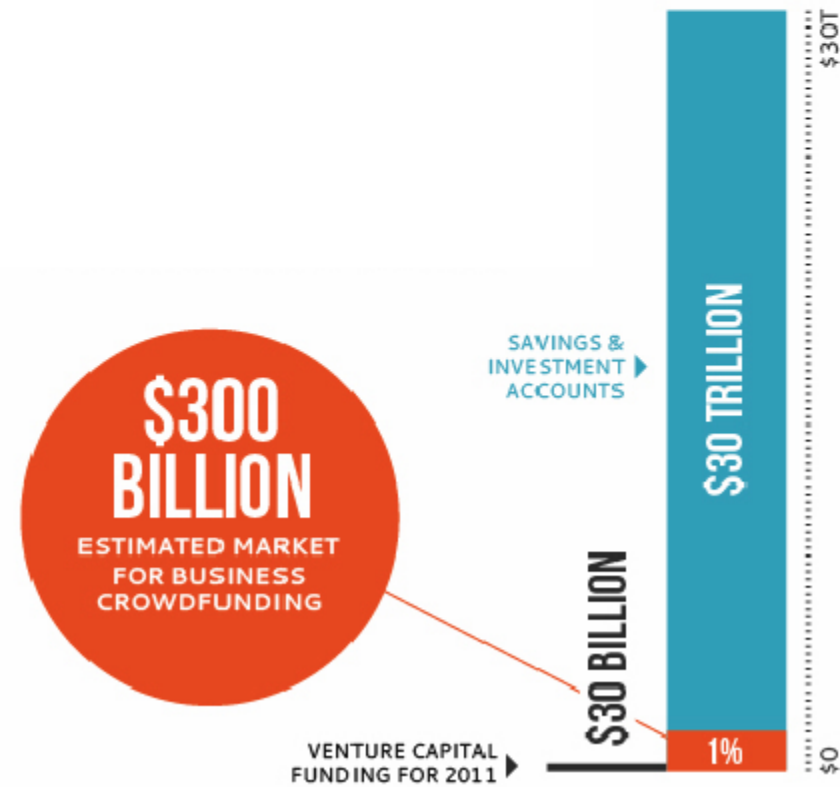 $300
BILLION
ESTIMATED MARKET
FOR BUSINESS
CROWDFUNDING
SAVINGS &
INVESTMENT
ACCOUNTS
$30 TRILLION
$30T
$30 BILLION
VENTURE CAPITAL
FUNDING FOR 2011
1%
$0